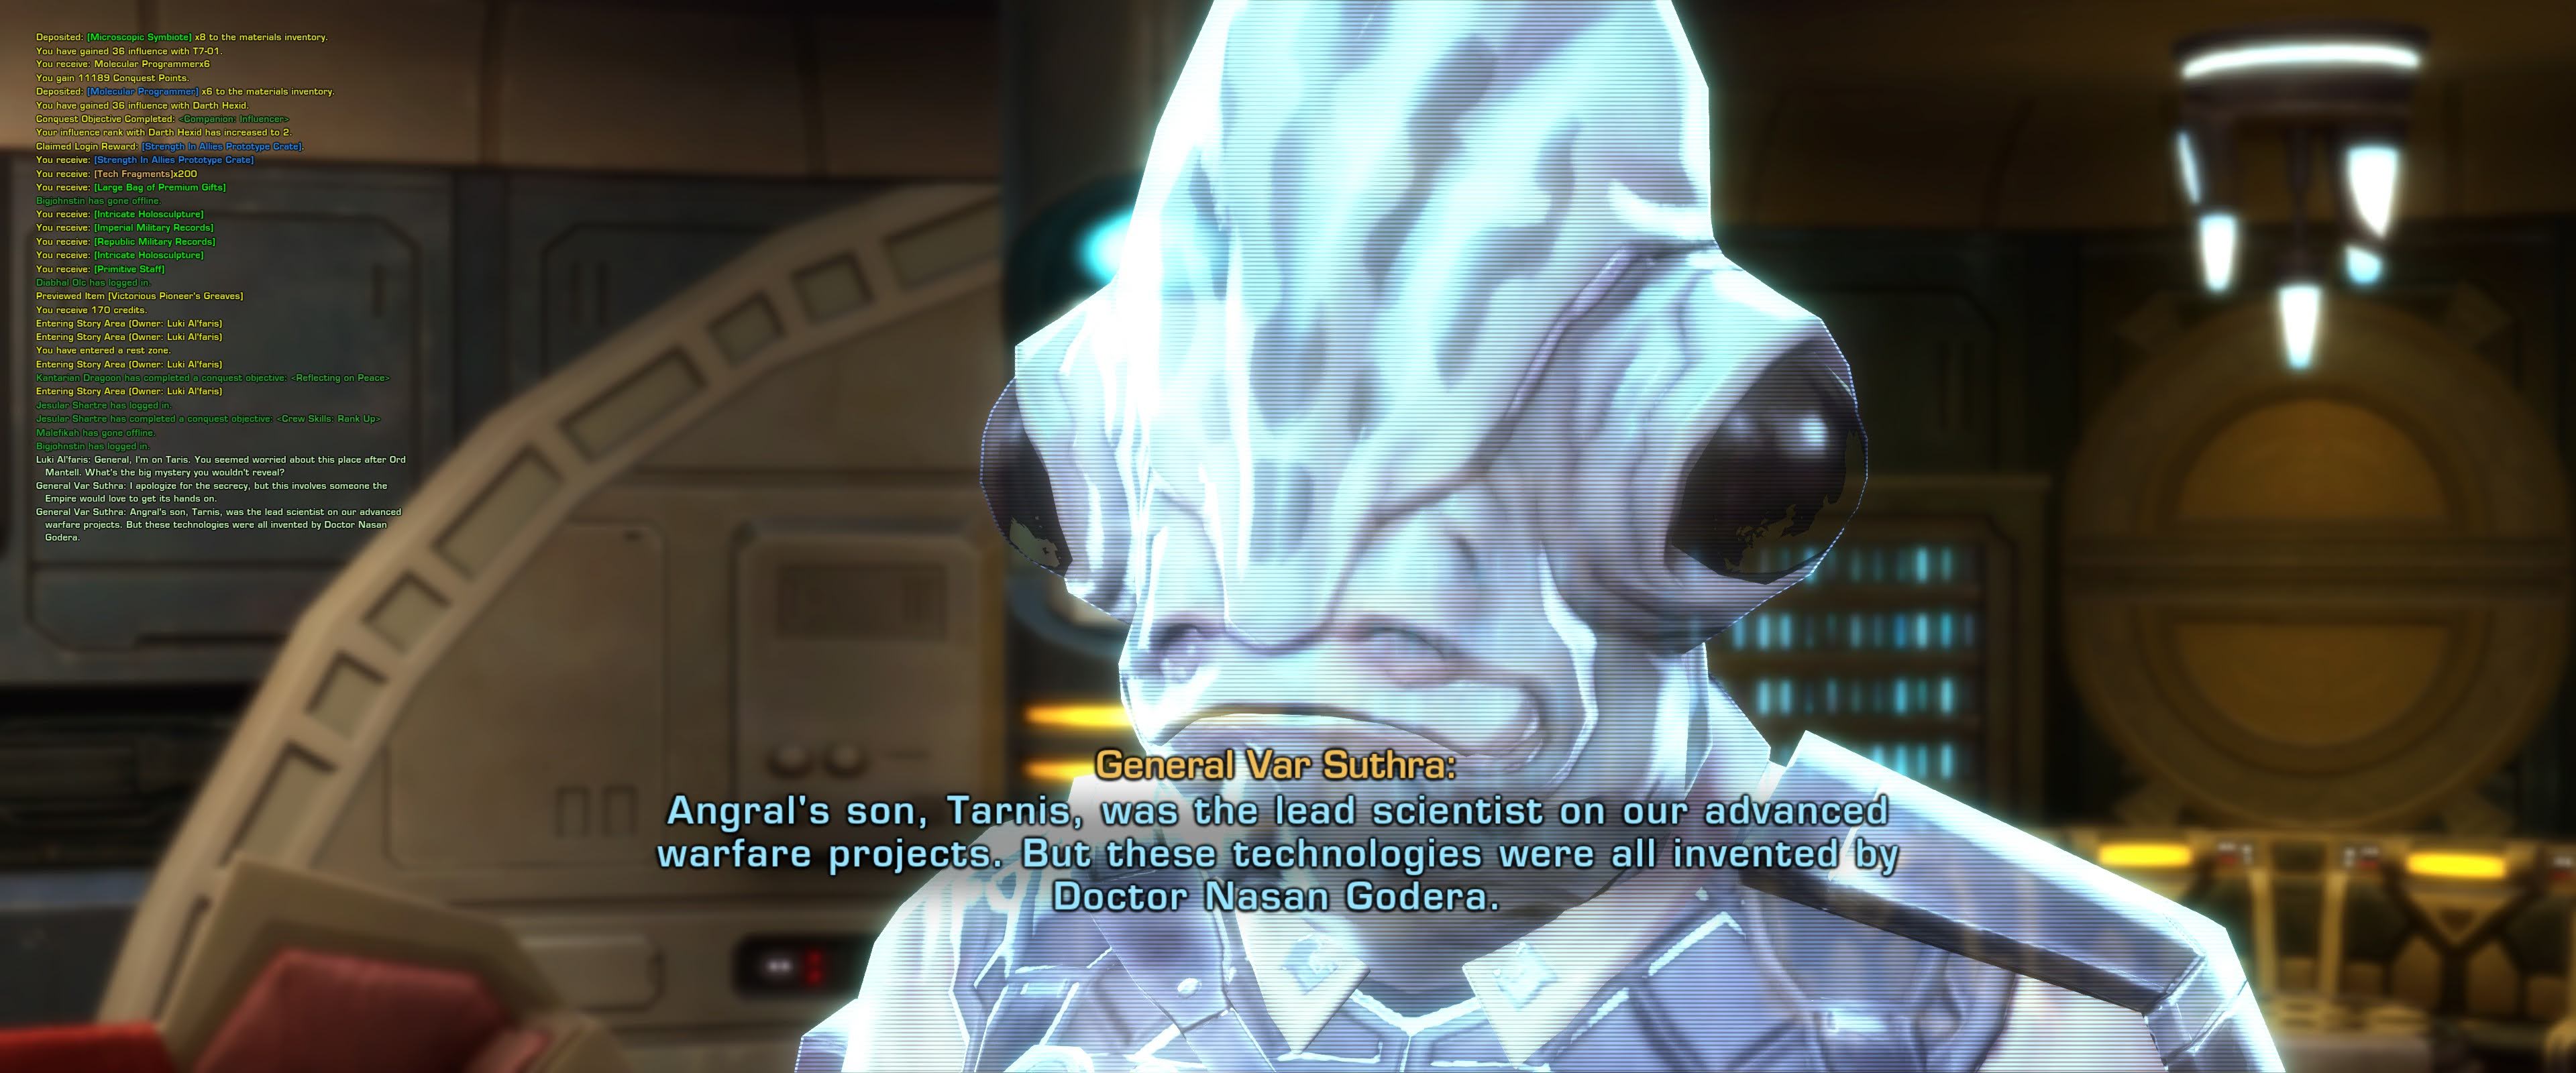 Deposited: [Microscopic Symbiote] x8 to the materials inventory.
You have gained 36 influence with T7-01.
You receive: Molecular Programmerx6
You gain 11189 Conquest Points.
Deposited: [Molecular Programmer] x6 to the materials inventory.
You have gained 36 influence with Darth Hexid.
Conquest Objective Completed: <Companion: Influencer>
Your influence rank with Darth Hexid has increased to 2.
Claimed Login Reward: [Strength In Allies Prototype Crate].
You receive: [Strength In Allies Prototype Crate]
You receive: [Tech Fragments]x200
You receive: [Large Bag of Premium Gifts]
Bigjohnstin has gone offline.
You receive: [Intricate Holosculpture]
You receive: [Imperial Military Records]
You receive: [Republic Military Records]
You receive: [Intricate Holosculpture]
You receive: [Primitive Staff]
Diabhal Olc has logged in.
Previewed Item [Victorious Pioneer's Greaves]
You receive 170 credits.
Entering Story Area (Owner: Luki Al'faris)
Entering Story Area (Owner: Luki Al'faris)
You have entered a rest zone.
Entering Story Area (Owner: Luki Al'faris)
Kantarian Dragoon has completed a conquest objective: <Reflecting on Peace>
Entering Story Area (Owner: Luki Al'faris)
Jesular Shartre has logged in.
Jesular Shartre has completed a conquest objective: <Crew Skills: Rank Up>
Malefikah has gone offline.
Bigjohnstin has logged in.
Luki Al'faris: General, I'm on Taris. You seemed worried about this place after Ord
Mantell. What's the big mystery you wouldn't reveal?
General Var Suthra: I apologize for the secrecy, but this involves someone the
Empire would love to get its hands on.
General Var Suthra: Angral's son, Tarnis, was the lead scientist on our advanced
warfare projects. But these technologies were all invented by Doctor Nasan
Godera.
General Var Suthra:
Angral's son, Tarnis, was the lead scientist on our advanced
warfare projects. But these technologies were all invented by
Doctor Nasan Godera.